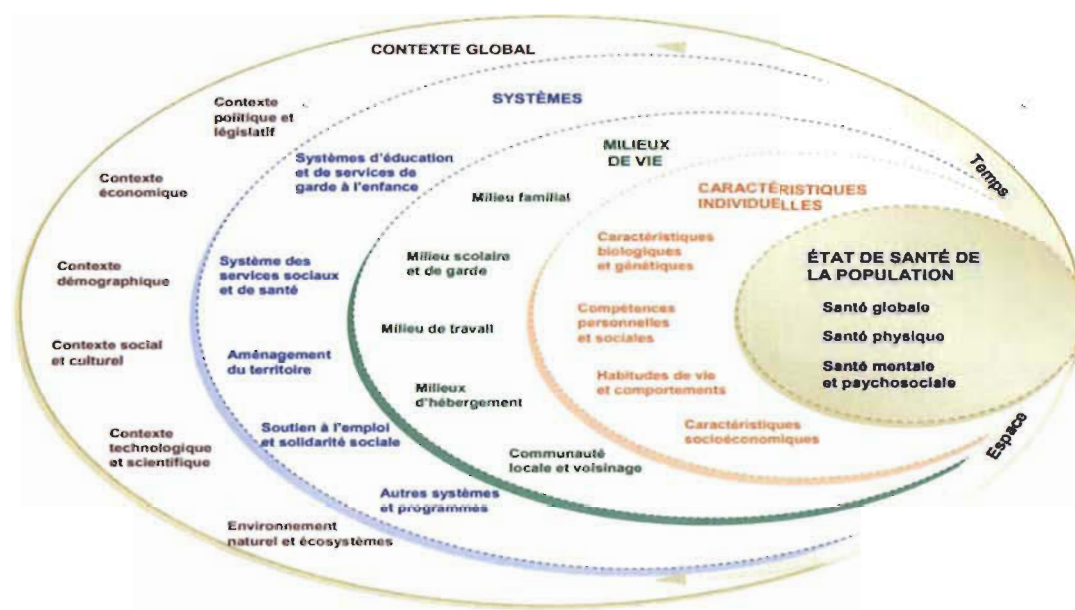 CONTEXTE GLOBAL
Contexte
politique et
législatif
Contexte
économique
Contexte
démographique
Contexte social
et culturel
Contexte
technologique
et scientifique
Environnement
naturel et écosystèmes
SYSTÈMES
Systèmes d'éducation
et de services de
garde à l'enfance
Système des
services sociaux
et de santé
Aménagement
du territoire
Soutien à l'emploi
et solidarité sociale
Autres systèmes
et programmes
MILIEUX
DE VIE
Milieu familial
Milieu scolaire
et de garde
Milieu de travail
Milieux
d'hébergement
Communauté
locale et voisinage
CARACTÉRISTIQUES
INDIVIDUELLES
Caractéristiques
biologiques
et génétiques
Compétences
personnelles
et sociales
Habitudes de vie
et comportements
Caractéristiques
socioéconomiques
ÉTAT DE SANTÉ DE
LA POPULATION
Santé globale
Santé physique
Santé mentale
et psychosociale
Temps
Espace